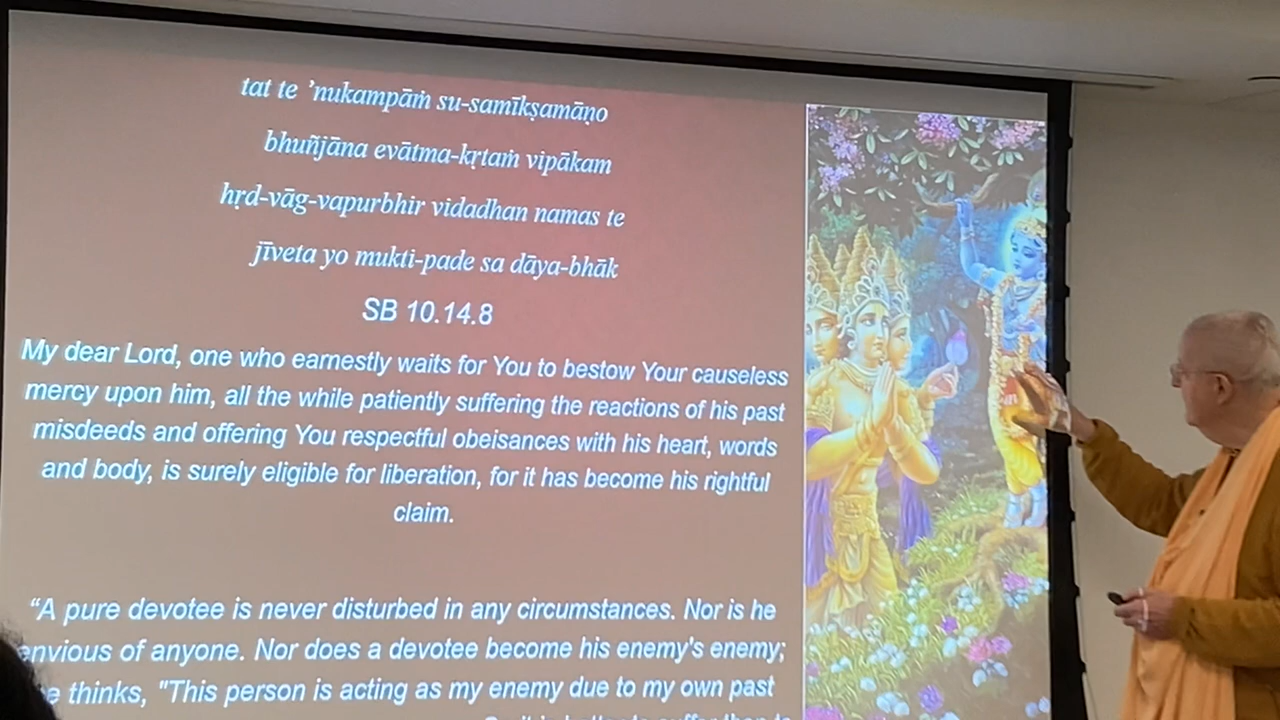 tat te ’nukampāṁ su-samīkṣamāṇo
bhuñjāna evātma-kṛtaṁ vipākam
hṛd-vāg-vapurbhir vidadhan namas te
jīveta yo mukti-pade sa dāya-bhāk
SB 10.14.8
My dear Lord, one who earnestly waits for You to bestow Your causeless
mercy upon him, all the while patiently suffering the reactions of his past
misdeeds and offering You respectful obeisances with his heart, words
and body, is surely eligible for liberation, for it has become his rightful
claim.
“A pure devotee is never disturbed in any circumstances. Nor is he
envious of anyone. Nor does a devotee become his enemy's enemy;
thinks, "This person is acting as my enemy due to my own past